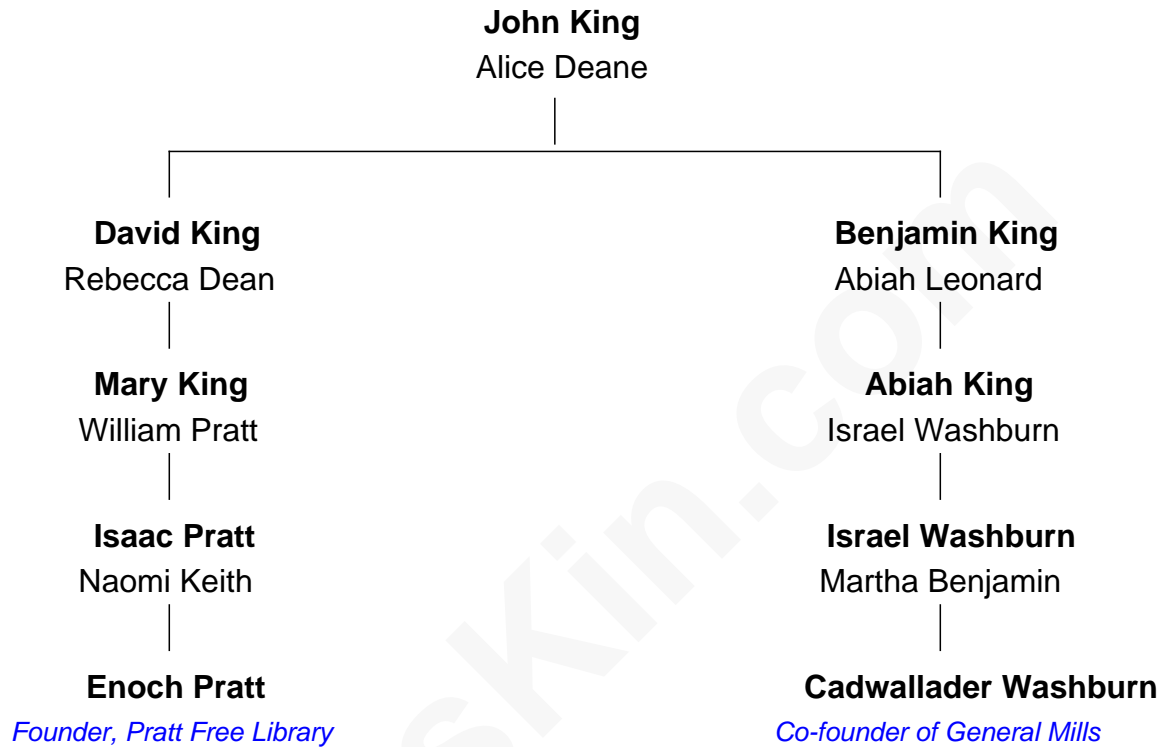 John King
Alice Deane
David King
Rebecca Dean
Benjamin King
Abiah Leonard
Mary King
William Pratt
Abiah King
Israel Washburn
Isaac Pratt
Naomi Keith
Israel Washburn
Martha Benjamin
Enoch Pratt
Founder, Pratt Free Library
Cadwallader Washburn
Co-founder of General Mills